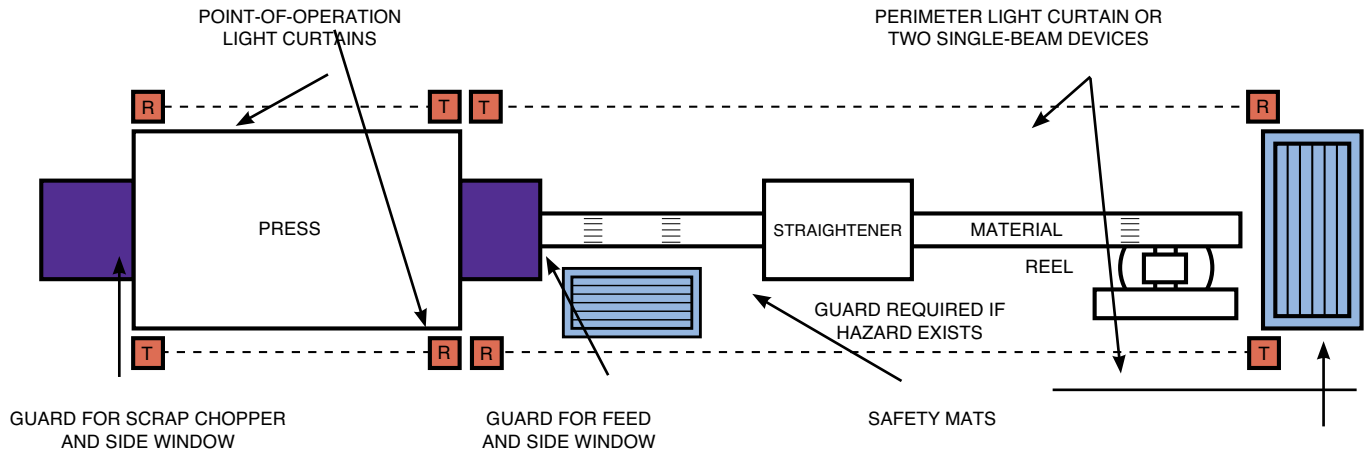 POINT-OF-OPERATION
LIGHT CURTAINS
PERIMETER LIGHT CURTAIN OR
TWO SINGLE-BEAM DEVICES
R
T
T
R
PRESS
STRAIGHTENER
MATERIAL
REEL
GUARD REQUIRED IF
HAZARD EXISTS
T
R
R
T
GUARD FOR SCRAP CHOPPER
AND SIDE WINDOW
GUARD FOR FEED
AND SIDE WINDOW
SAFETY MATS